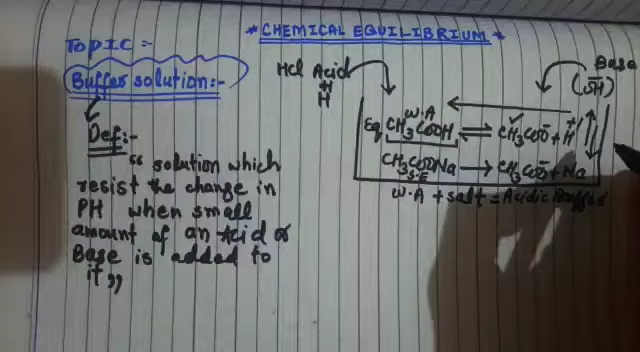 * CHEMICAL EQUILIBRIUM *
Topic :-
Buffer solution:-
Def:-
“ solution which
resist the change in
PH when small
amount of an Acid or
Base is added to
it ”
HCl Acid
+
H
Base
(OH)
W.A
Eq CH3COOH ⇌ CH3COO- + H+
CH3COONa → CH3COO- + Na
S.E
W.A + salt = Acidic Buffer